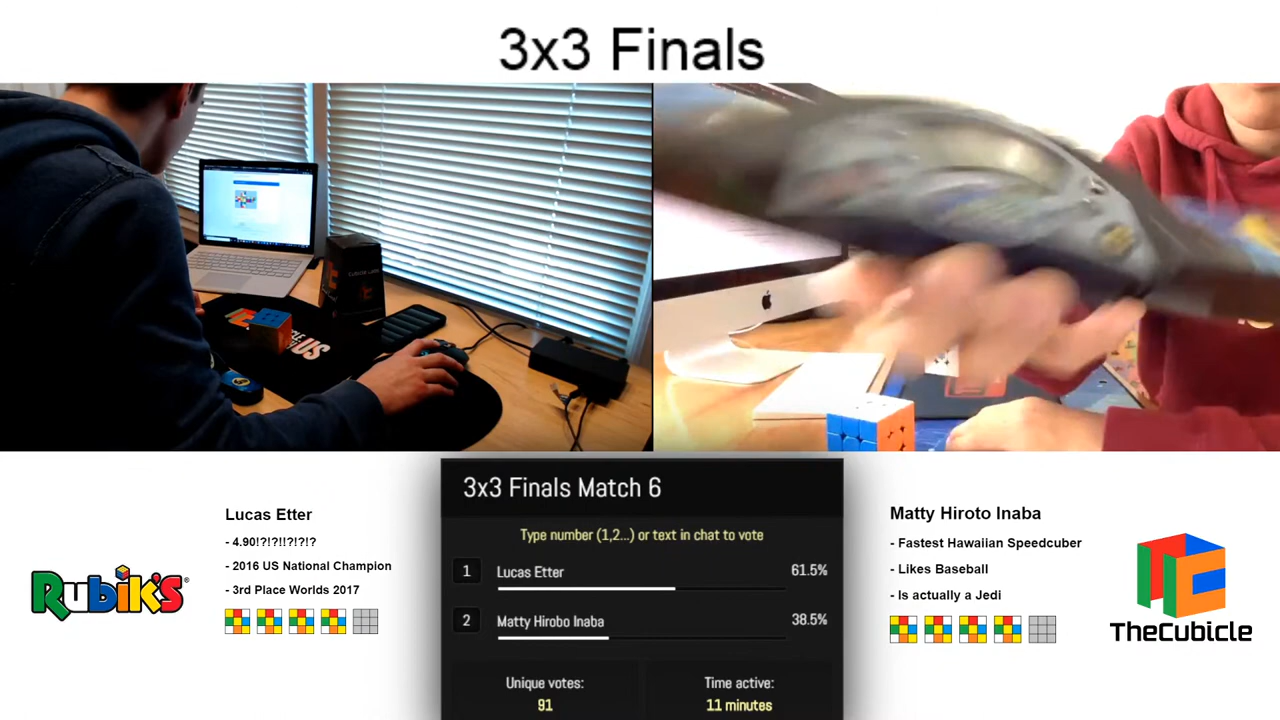 3x3 Finals
US
3x3 Finals Match 6
Type number (1,2...) or text in chat to vote
1 Lucas Etter 61.5%
2 Matty Hirobo Inaba 38.5%
Unique votes: Time active:
91 11 minutes
Lucas Etter
- 4.90!?!?!!?!?!?
- 2016 US National Champion
- 3rd Place Worlds 2017
Rubik's®
Matty Hiroto Inaba
- Fastest Hawaiian Speedcuber
- Likes Baseball
- Is actually a Jedi
TheCubicle